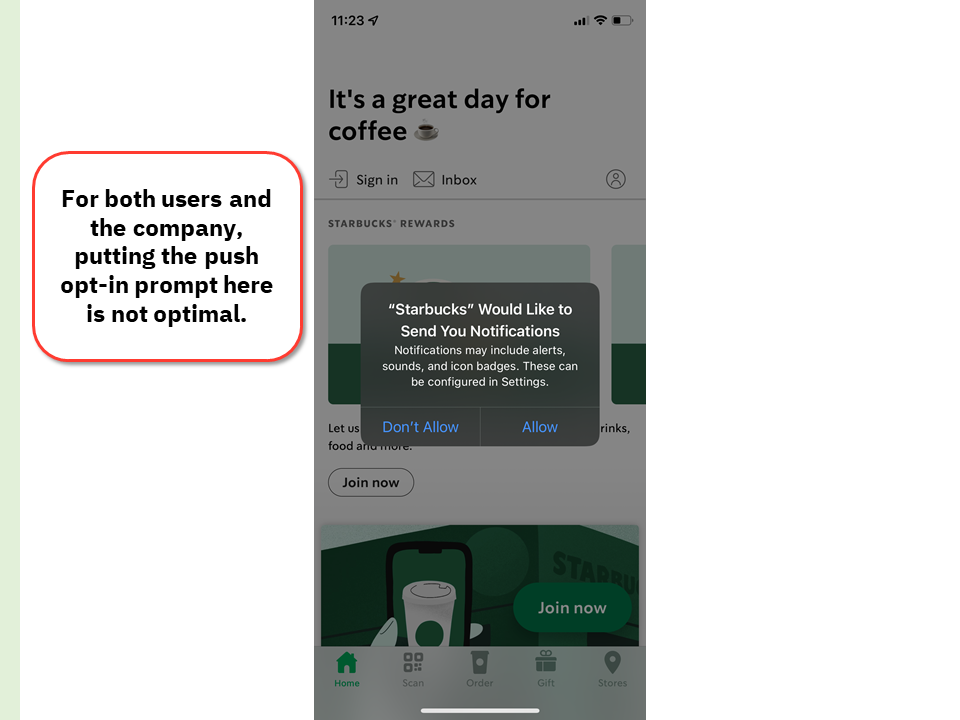 11:23
It's a great day for
coffee
Sign in
Inbox
STARBUCKS® REWARDS
For both users and
the company,
putting the push
opt-in prompt here
is not optimal.
“Starbucks” Would Like to
Send You Notifications
Notifications may include alerts,
sounds, and icon badges. These can
be configured in Settings.
Don’t Allow
Allow
Let us
rinks,
food and more.
Join now
STARBUC
Join now
Home
Scan
Order
Gift
Stores